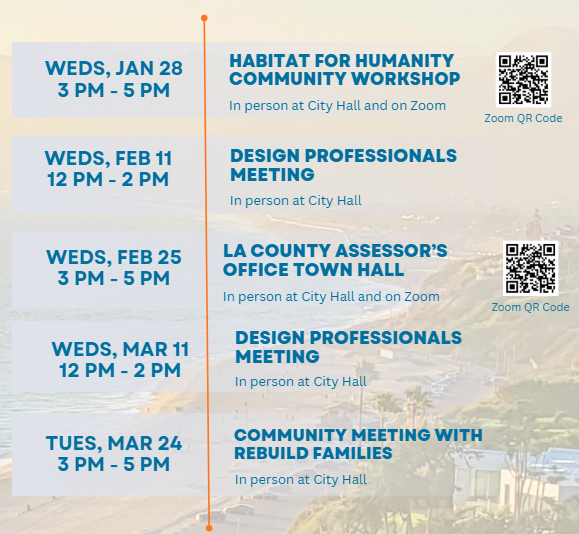 WEDS, JAN 28
3 PM - 5 PM
HABITAT FOR HUMANITY
COMMUNITY WORKSHOP
In person at City Hall and on Zoom
Zoom QR Code
WEDS, FEB 11
12 PM - 2 PM
DESIGN PROFESSIONALS
MEETING
In person at City Hall
WEDS, FEB 25
3 PM - 5 PM
LA COUNTY ASSESSOR'S
OFFICE TOWN HALL
In person at City Hall and on Zoom
Zoom QR Code
WEDS, MAR 11
12 PM - 2 PM
DESIGN PROFESSIONALS
MEETING
In person at City Hall
TUES, MAR 24
3 PM - 5 PM
COMMUNITY MEETING WITH
REBUILD FAMILIES
In person at City Hall